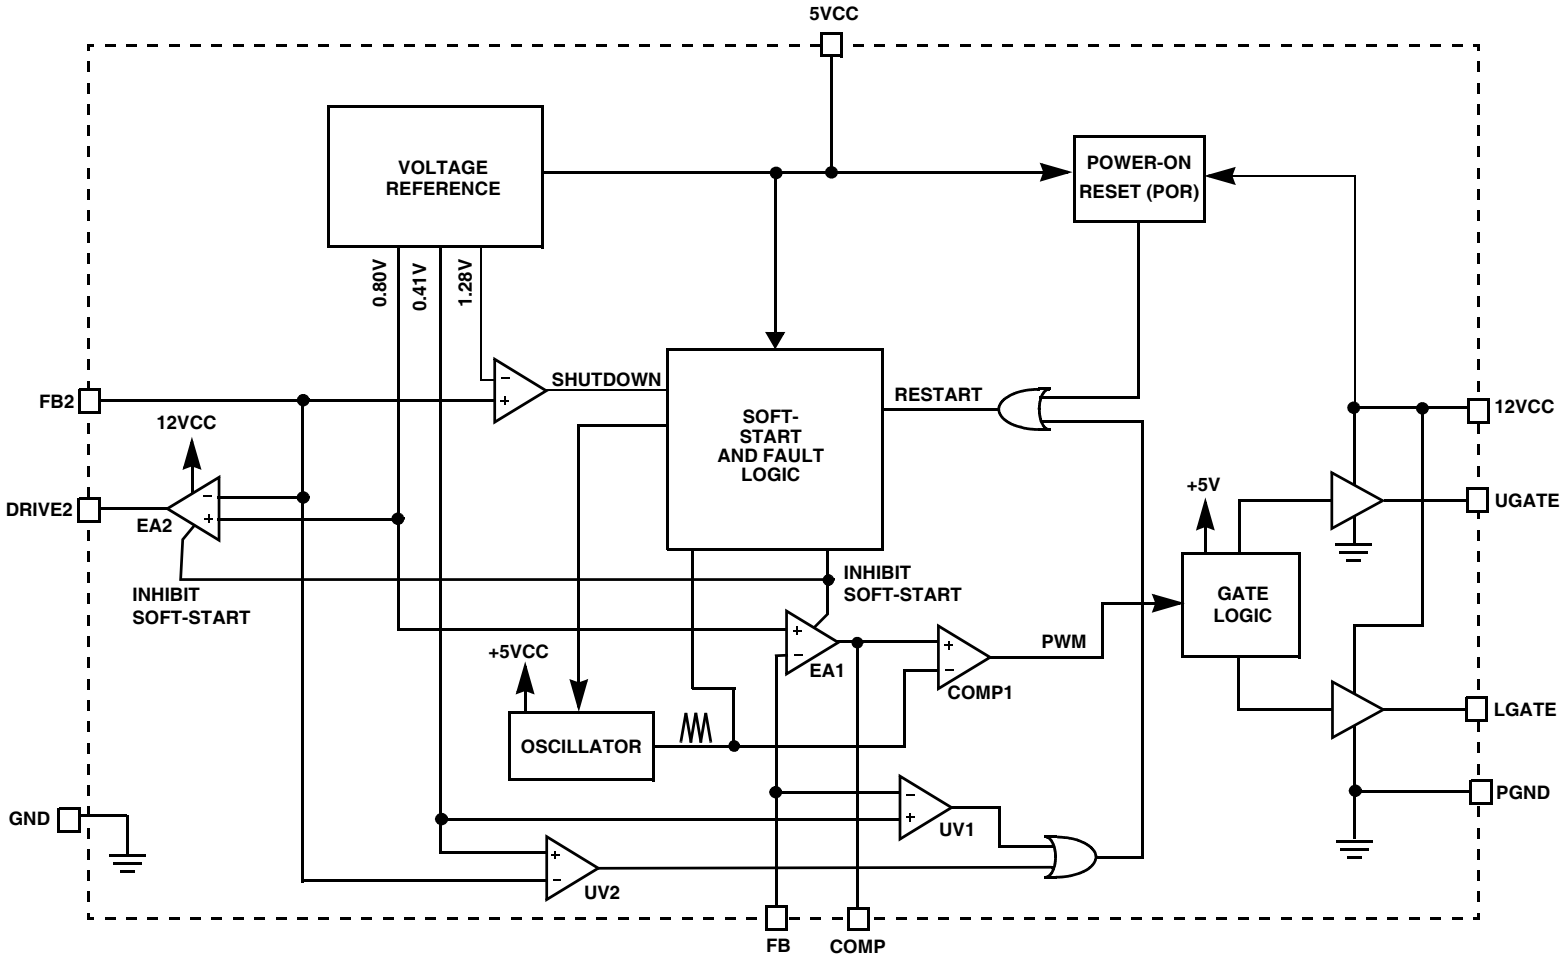 5VCC
VOLTAGE
REFERENCE
POWER-ON
RESET (POR)
0.80V
0.41V
1.28V
SHUTDOWN
RESTART
FB2
12VCC
12VCC
SOFT-
START
AND FAULT
LOGIC
+
−
DRIVE2
−
+
EA2
+5V
UGATE
INHIBIT
SOFT-START
INHIBIT
SOFT-START
GATE
LOGIC
+
−
EA1
+
−
COMP1
PWM
+5VCC
OSCILLATOR
LGATE
PGND
GND
−
+
UV1
+
−
UV2
FB
COMP